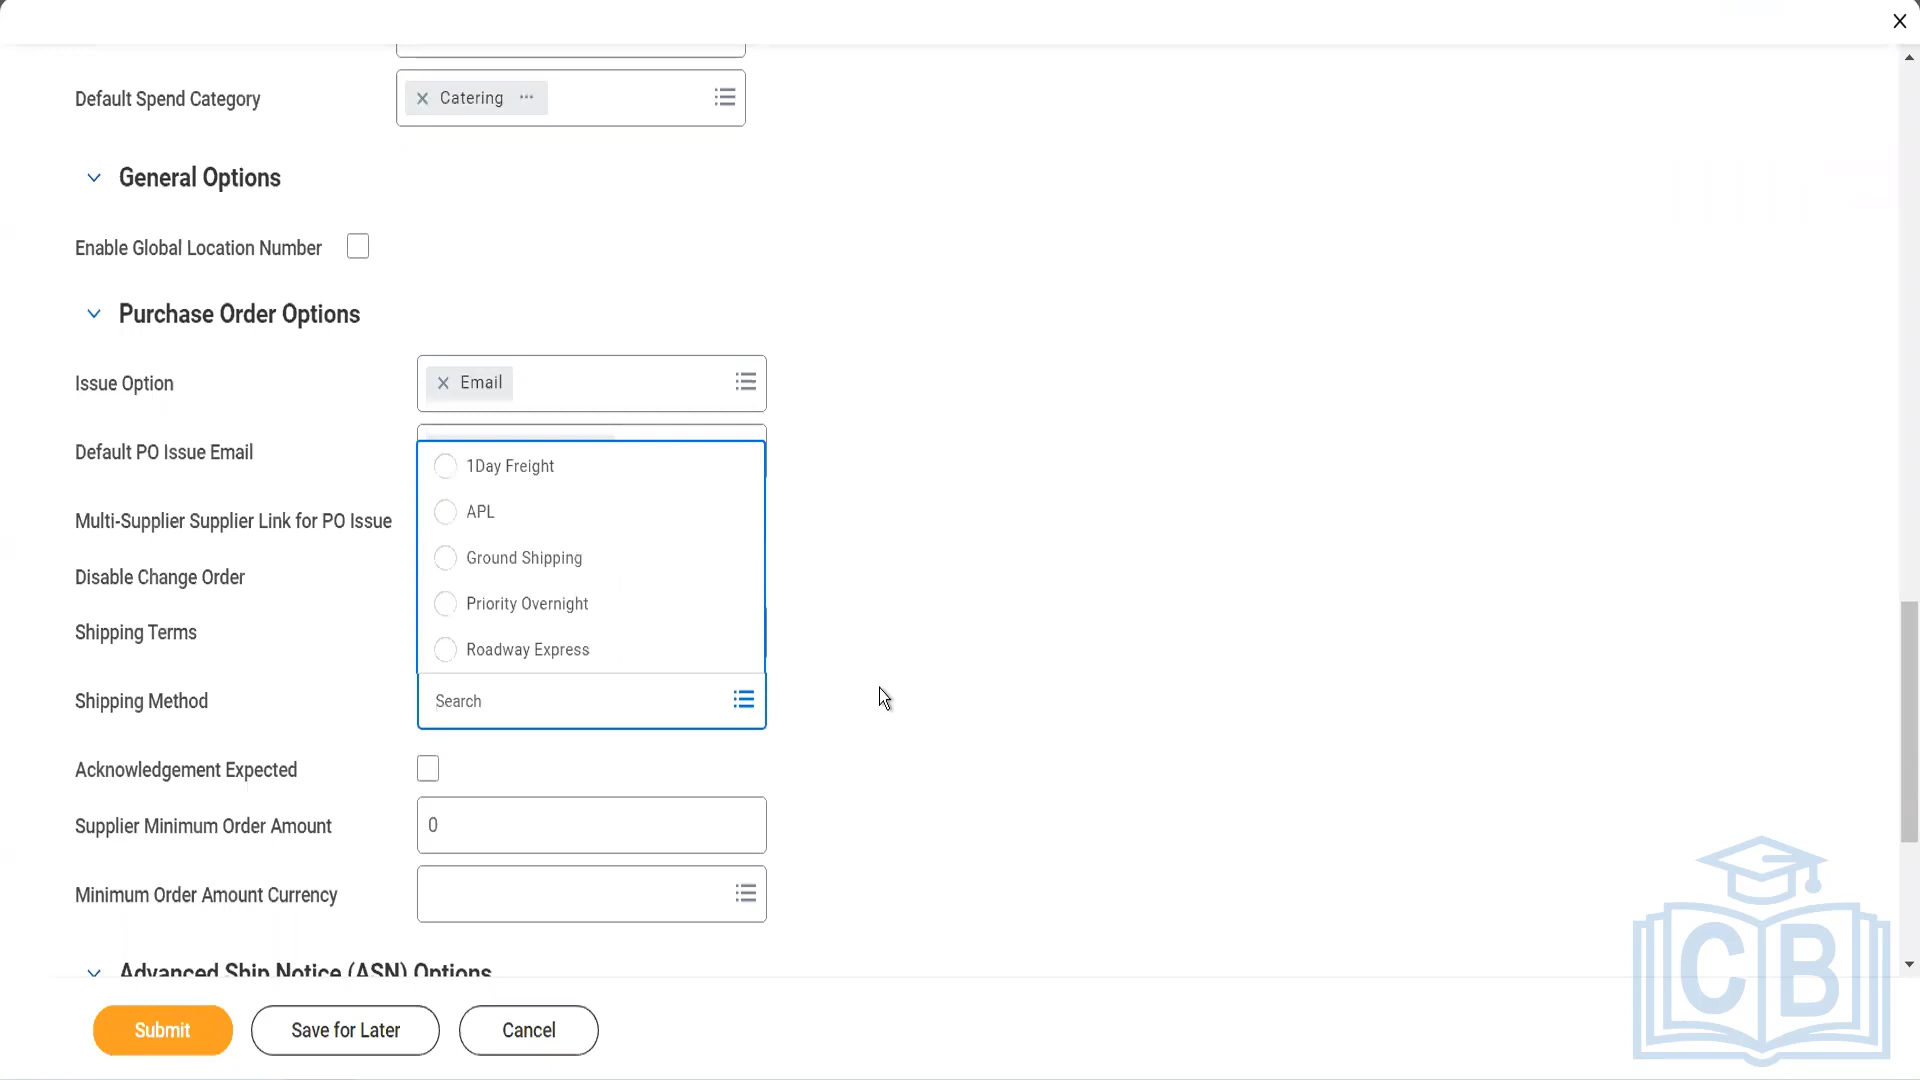 Default Spend Category
Catering
General Options
Enable Global Location Number
Purchase Order Options
Issue Option
Email
Default PO Issue Email
1Day Freight
APL
Multi-Supplier Supplier Link for PO Issue
Ground Shipping
Disable Change Order
Priority Overnight
Shipping Terms
Roadway Express
Shipping Method
Search
Acknowledgement Expected
Supplier Minimum Order Amount
0
Minimum Order Amount Currency
Advanced Ship Notice (ASN) Options
Submit
Save for Later
Cancel
CB